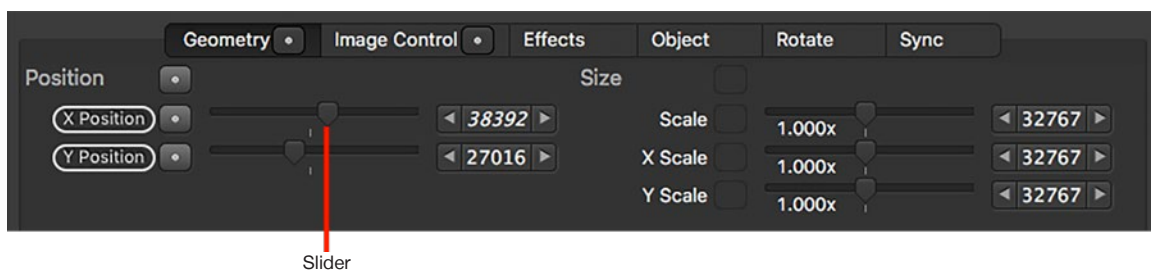 Geometry Image Control Effects Object Rotate Sync
Position Size
X Position 38392 Scale 1.000x 32767
Y Position 27016 X Scale 1.000x 32767
Y Scale 1.000x 32767
Slider